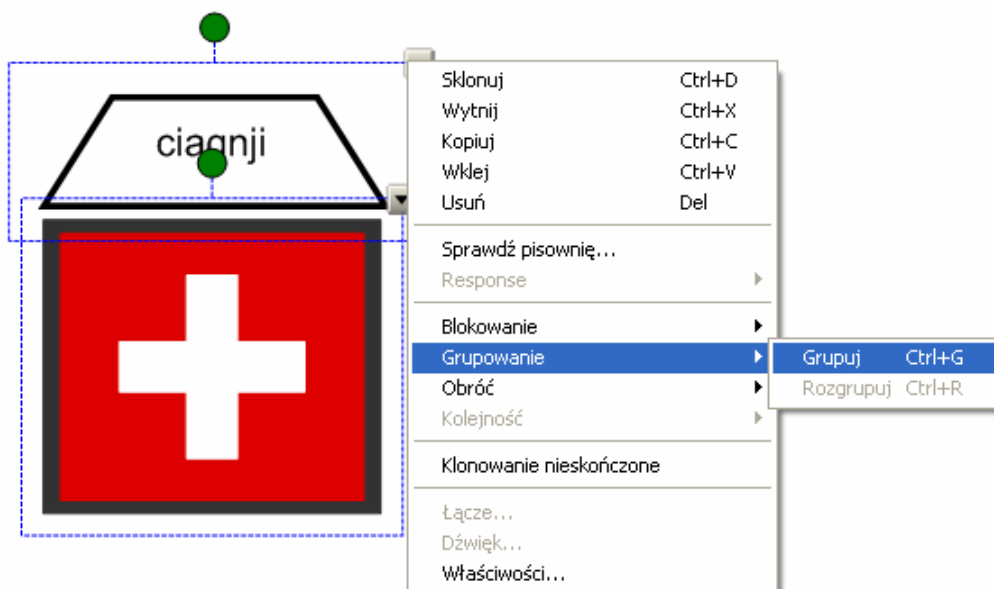 ciagnji
Sklonuj Ctrl+D
Wytnij Ctrl+X
Kopiuj Ctrl+C
Wklej Ctrl+V
Usuń Del
Sprawdź pisownię...
Response
Blokowanie
Grupowanie
Grupuj Ctrl+G
Obróć
Rozgrupuj Ctrl+R
Kolejność
Klonowanie nieskończone
Łącze...
Dźwięk...
Właściwości...